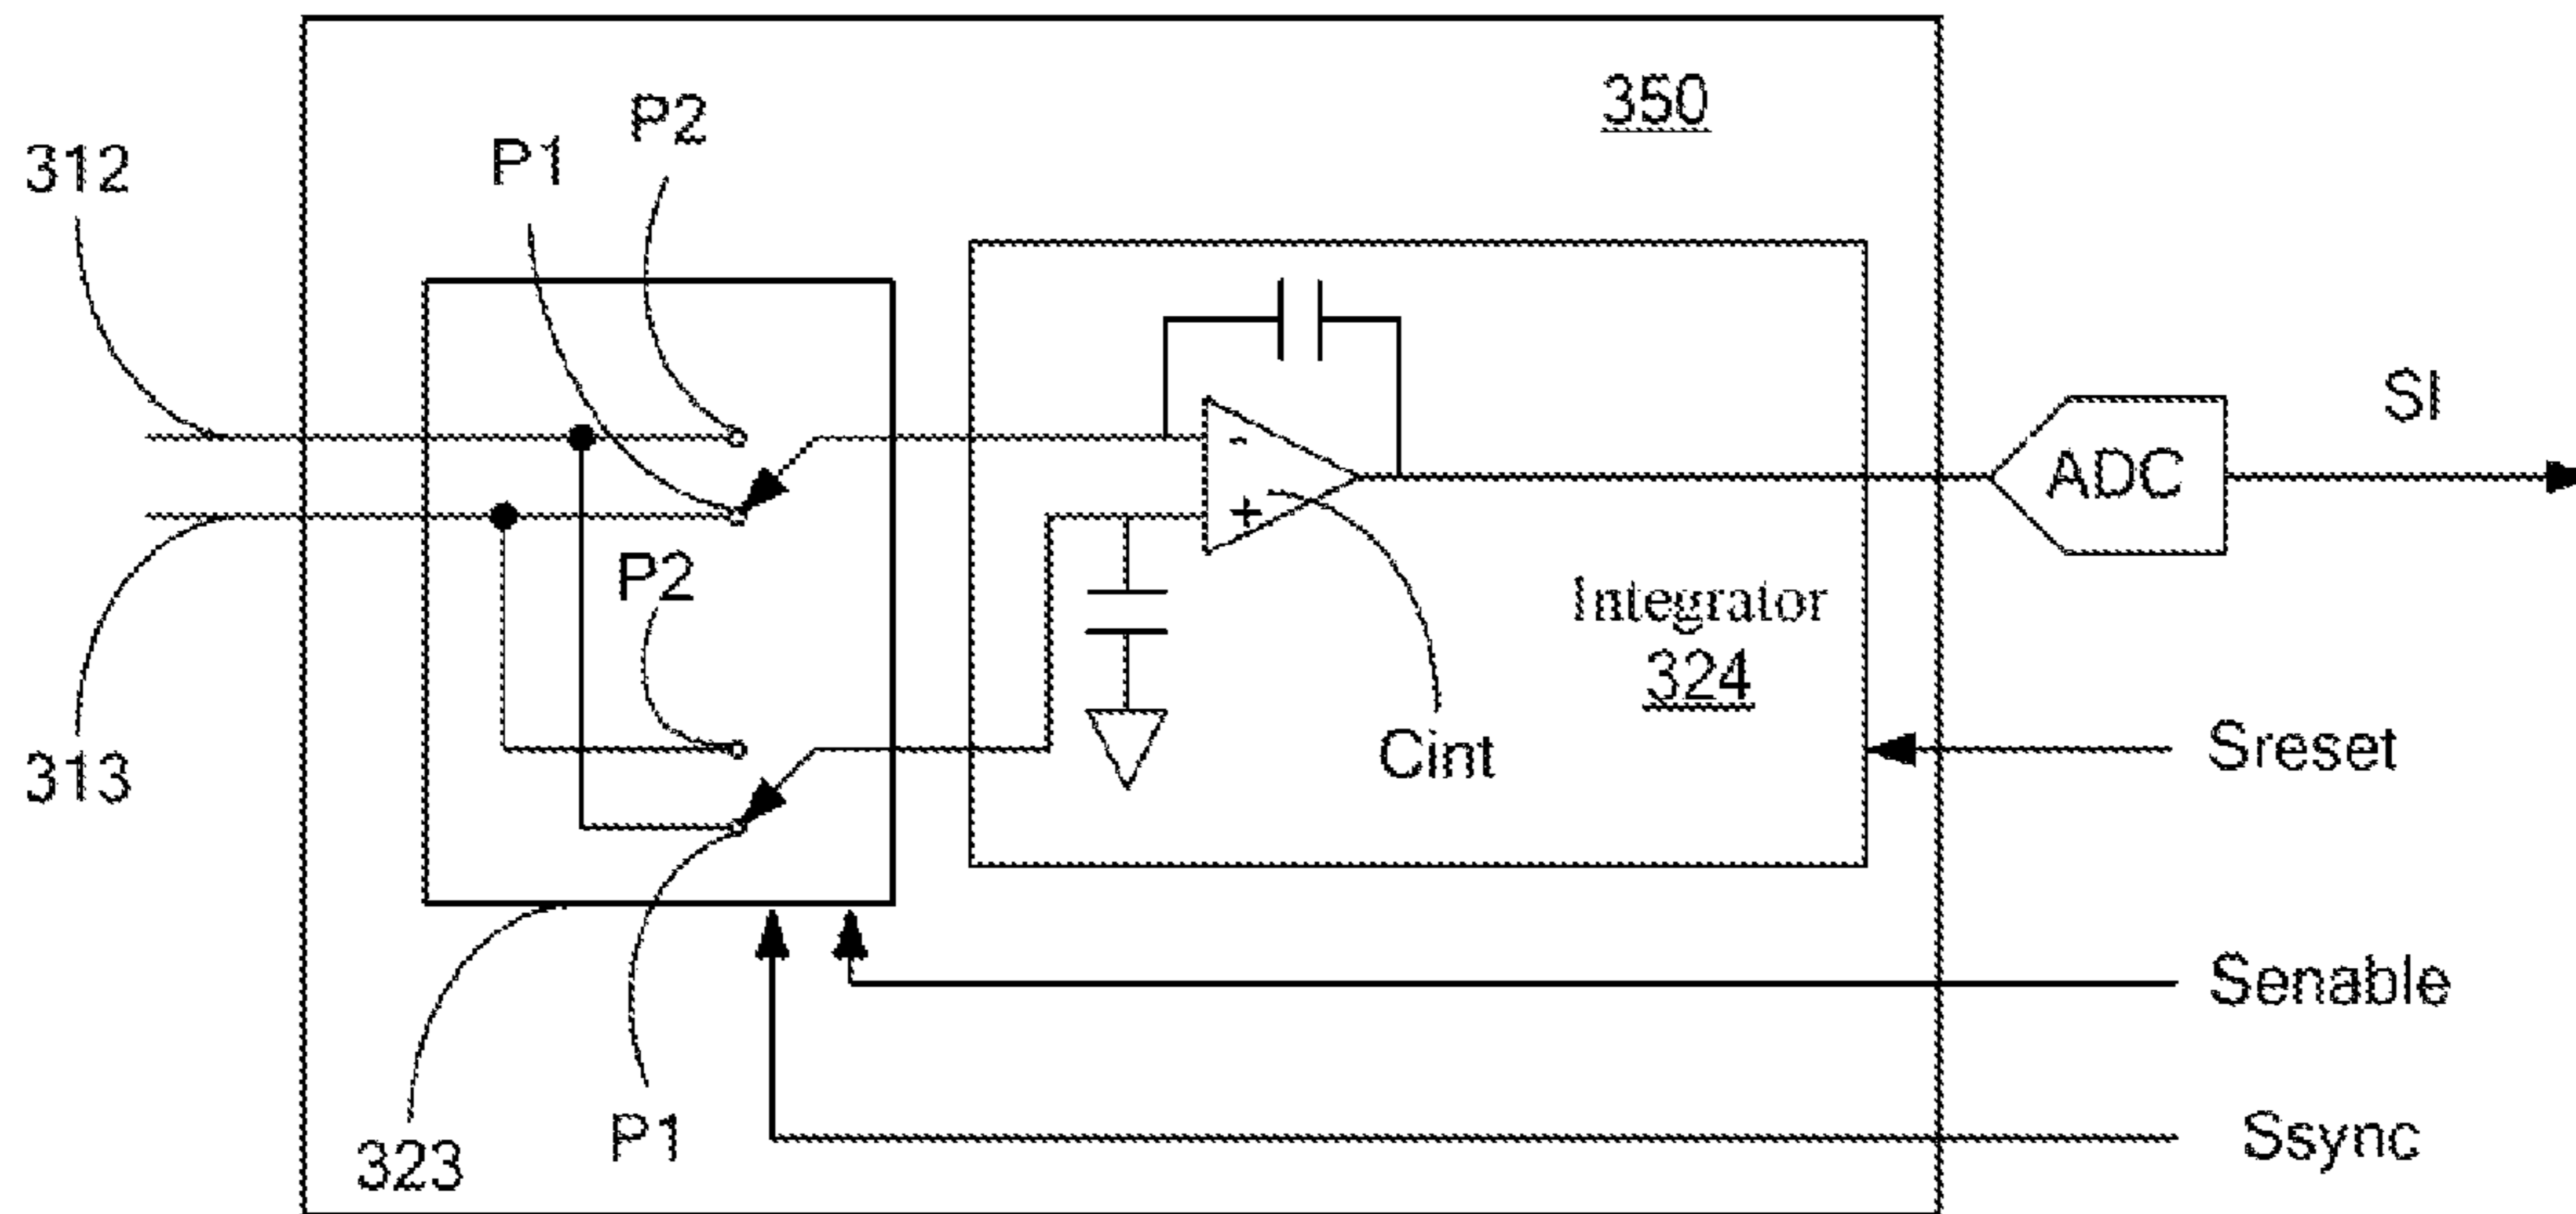 350
P2
P1
312
SI
ADC
-
+
P2
Integrator
324
313
Cint
Sreset
Senable
P1
323
Ssync